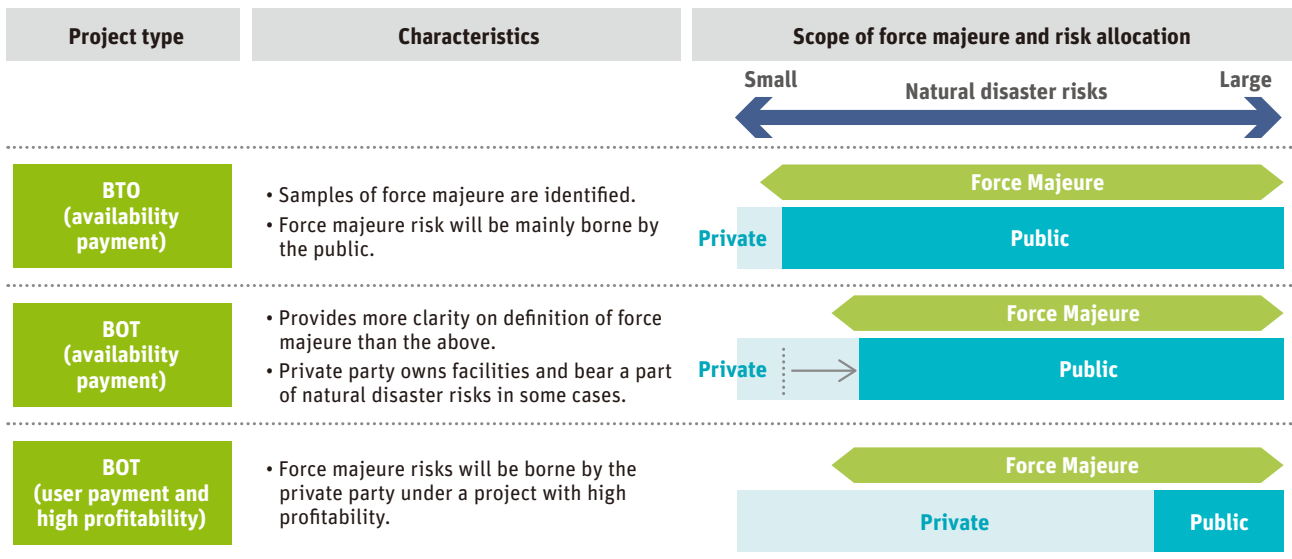 Project type
Characteristics
Scope of force majeure and risk allocation
Small
Natural disaster risks
Large
BTO
(availability
payment)
• Samples of force majeure are identified.
• Force majeure risk will be mainly borne by
the public.
Force Majeure
Private
Public
BOT
(availability
payment)
• Provides more clarity on definition of force
majeure than the above.
• Private party owns facilities and bear a part
of natural disaster risks in some cases.
Force Majeure
Private
Public
BOT
(user payment and
high profitability)
• Force majeure risks will be borne by the
private party under a project with high
profitability.
Force Majeure
Private
Public